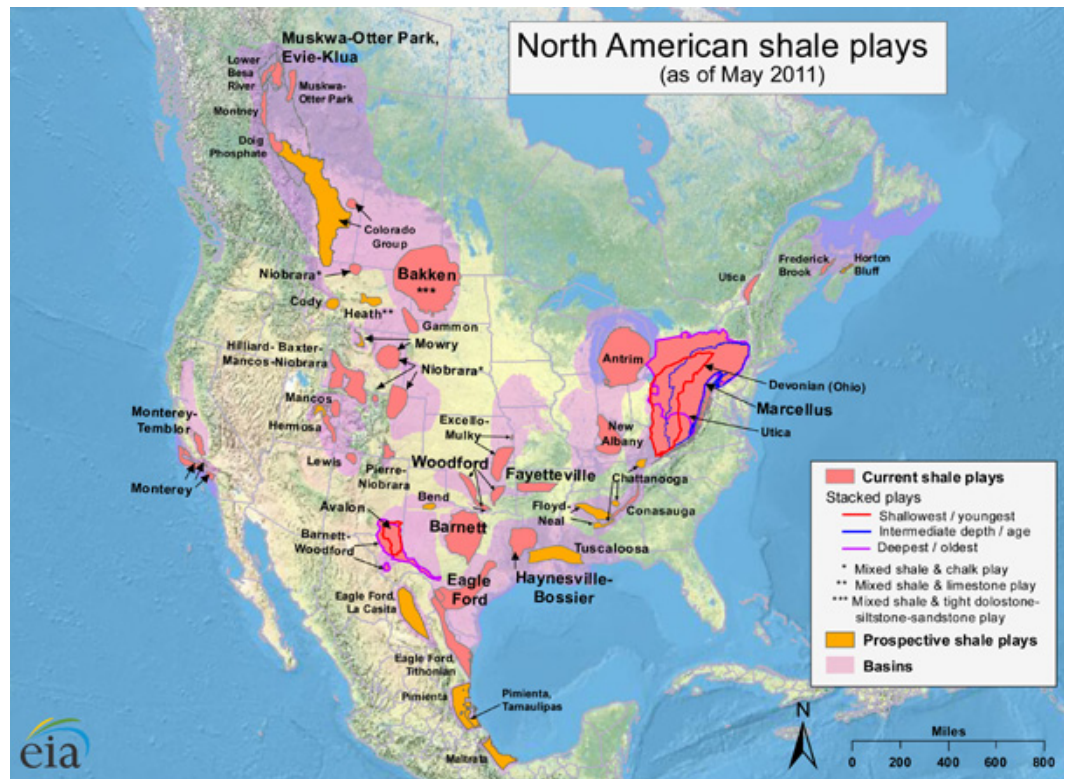 North American shale plays
(as of May 2011)
Muskwa-Otter Park,
Evie-Klua
Lower
Besa
River
Muskwa-
Otter Park
Montney
Doig
Phosphate
Colorado
Group
Niobrara*
Bakken
***
Cody
Heath**
Gammon
Mowry
Hilliard- Baxter-
Mancos-Niobrara
Niobrara*
Mancos
Hermosa
Lewis
Pierre-
Niobrara
Monterey-
Temblor
Monterey
Utica
Frederick
Brook
Horton
Bluff
Antrim
Devonian (Ohio)
Marcellus
Utica
New
Albany
Excello-
Mulky
Woodford
Fayetteville
Chattanooga
Bend
Floyd-
Neal
Conasauga
Avalon
Barnett
Barnett-
Woodford
Tuscaloosa
Haynesville-
Bossier
Eagle
Ford
Eagle Ford,
La Casita
Eagle Ford,
Tithonian
Pimienta
Pimienta,
Tamaulipas
Maltrata
Current shale plays
Stacked plays
Shallowest / youngest
Intermediate depth / age
Deepest / oldest
* Mixed shale & chalk play
** Mixed shale & limestone play
*** Mixed shale & tight dolostone-
siltstone-sandstone play
Prospective shale plays
Basins
N
Miles
0 200 400 600 800
eia